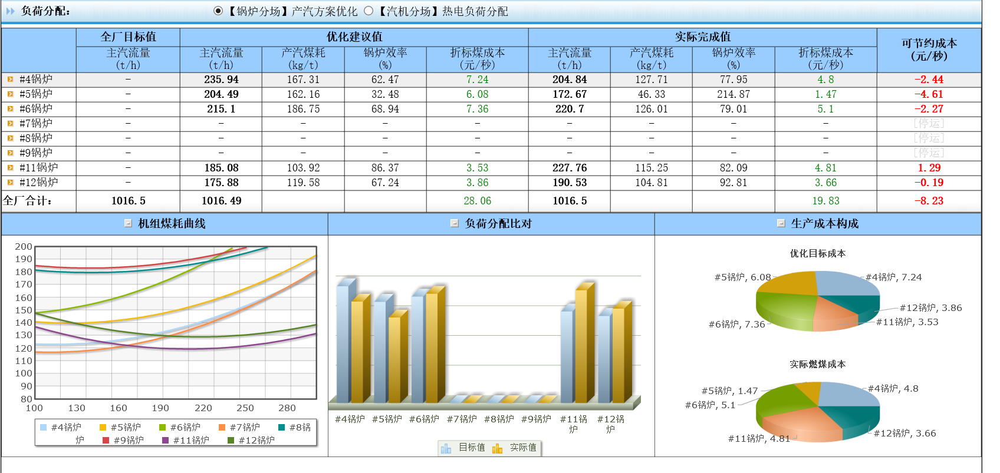 负荷分配：
【锅炉分场】产汽方案优化 【汽机分场】热电负荷分配
全厂目标值 优化建议值 实际完成值 可节约成本
(元/秒)
主汽流量 主汽流量 产汽煤耗 锅炉效率 折标煤成本 主汽流量 产汽煤耗 锅炉效率 折标煤成本
(t/h) (t/h) (kg/t) (%) (元/秒) (t/h) (kg/t) (%) (元/秒)
#4锅炉 - 235.94 167.31 62.47 7.24 204.84 127.71 77.95 4.8 -2.44
#5锅炉 - 204.49 162.16 32.48 6.08 172.67 46.33 214.87 1.47 -4.61
#6锅炉 - 215.1 186.75 68.94 7.36 220.7 126.01 79.01 5.1 -2.27
#7锅炉 - - - - - - - - - [停运]
#8锅炉 - - - - - - - - - [停运]
#9锅炉 - - - - - - - - - [停运]
#11锅炉 - 185.08 103.92 86.37 3.53 227.76 115.25 82.09 4.81 1.29
#12锅炉 - 175.88 119.58 67.24 3.86 190.53 104.81 92.81 3.66 -0.19
全厂合计： 1016.5 1016.49 28.06 1016.5 19.83 -8.23
机组煤耗曲线
200
190
180
170
160
150
140
130
120
110
100
90
80
100 130 160 190 220 250 280
#4锅炉 #5锅炉 #6锅炉 #7锅炉 #8锅
炉 #9锅炉 #11锅炉 #12锅炉
负荷分配比对
#4锅炉 #5锅炉 #6锅炉 #7锅炉 #8锅炉 #9锅炉 #11锅 #12锅
炉 炉
目标值 实际值
生产成本构成
优化目标成本
#5锅炉, 6.08 #4锅炉, 7.24
#12锅炉, 3.86
#6锅炉, 7.36 #11锅炉, 3.53
实际燃煤成本
#5锅炉, 1.47 #4锅炉, 4.8
#6锅炉, 5.1
#11锅炉, 4.81 #12锅炉, 3.66